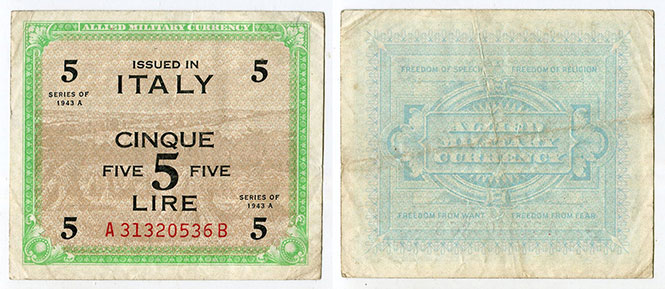 ALLIED MILITARY CURRENCY
5 ISSUED IN 5
ITALY
SERIES OF
1943 A
CINQUE
FIVE 5 FIVE
LIRE
SERIES OF
1943 A
5 A31320536B 5
FREEDOM OF SPEECH FREEDOM OF RELIGION
ALLIED
MILITARY
CURRENCY
FREEDOM FROM WANT FREEDOM FROM FEAR